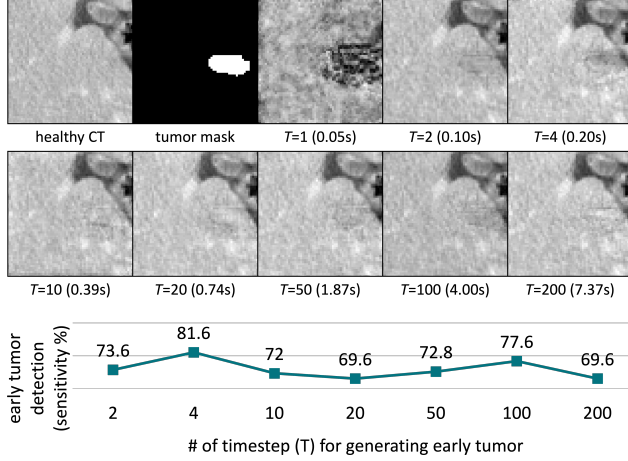 healthy CT tumor mask T=1 (0.05s) T=2 (0.10s) T=4 (0.20s)
T=10 (0.39s) T=20 (0.74s) T=50 (1.87s) T=100 (4.00s) T=200 (7.37s)
early tumor
detection
(sensitivity %)
73.6 81.6 72 69.6 72.8 77.6 69.6
2 4 10 20 50 100 200
# of timestep (T) for generating early tumor